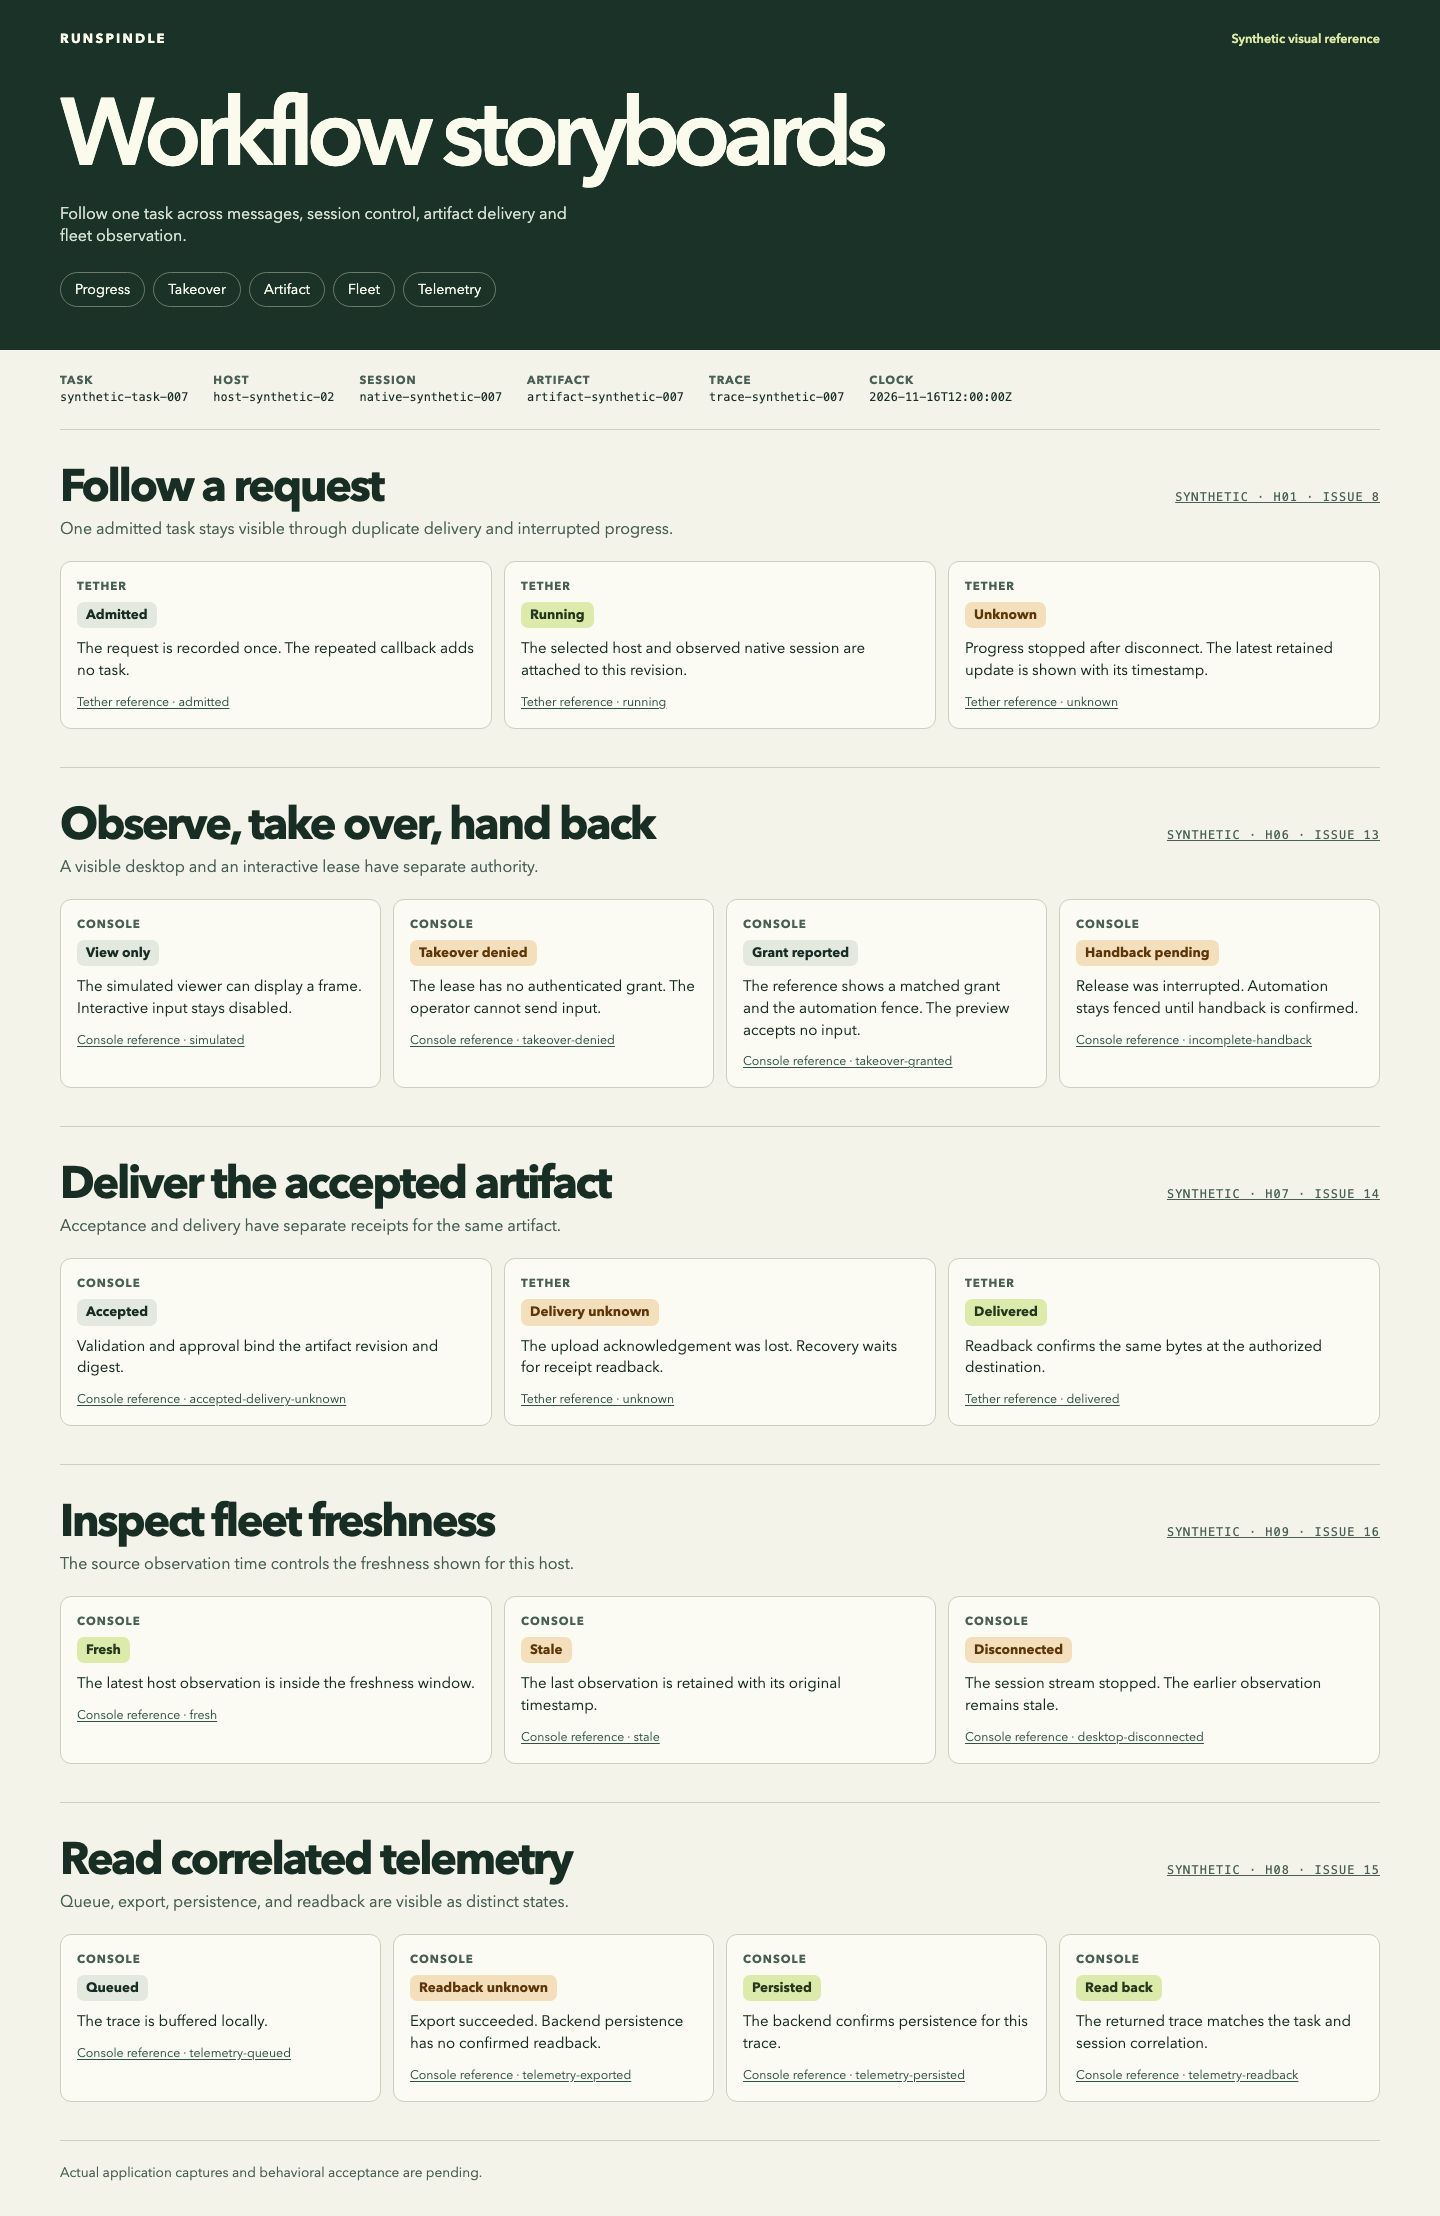 RUNSPINDLE
Synthetic visual reference
Workflow storyboards
Follow one task across messages, session control, artifact delivery and
fleet observation.
Progress
Takeover
Artifact
Fleet
Telemetry
TASK
synthetic-task-007
HOST
host-synthetic-02
SESSION
native-synthetic-007
ARTIFACT
artifact-synthetic-007
TRACE
trace-synthetic-007
CLOCK
2026-11-16T12:00:00Z
Follow a request
SYNTHETIC · H01 · ISSUE 8
One admitted task stays visible through duplicate delivery and interrupted progress.
TETHER
Admitted
The request is recorded once. The repeated callback adds
no task.
Tether reference · admitted
TETHER
Running
The selected host and observed native session are
attached to this revision.
Tether reference · running
TETHER
Unknown
Progress stopped after disconnect. The latest retained
update is shown with its timestamp.
Tether reference · unknown
Observe, take over, hand back
SYNTHETIC · H06 · ISSUE 13
A visible desktop and an interactive lease have separate authority.
CONSOLE
View only
The simulated viewer can display a frame.
Interactive input stays disabled.
Console reference · simulated
CONSOLE
Takeover denied
The lease has no authenticated grant. The
operator cannot send input.
Console reference · takeover-denied
CONSOLE
Grant reported
The reference shows a matched grant
and the automation fence. The preview
accepts no input.
Console reference · takeover-granted
CONSOLE
Handback pending
Release was interrupted. Automation
stays fenced until handback is confirmed.
Console reference · incomplete-handback
Deliver the accepted artifact
SYNTHETIC · H07 · ISSUE 14
Acceptance and delivery have separate receipts for the same artifact.
CONSOLE
Accepted
Validation and approval bind the artifact revision and
digest.
Console reference · accepted-delivery-unknown
TETHER
Delivery unknown
The upload acknowledgement was lost. Recovery waits
for receipt readback.
Tether reference · unknown
TETHER
Delivered
Readback confirms the same bytes at the authorized
destination.
Tether reference · delivered
Inspect fleet freshness
SYNTHETIC · H09 · ISSUE 16
The source observation time controls the freshness shown for this host.
CONSOLE
Fresh
The latest host observation is inside the freshness window.
Console reference · fresh
CONSOLE
Stale
The last observation is retained with its original
timestamp.
Console reference · stale
CONSOLE
Disconnected
The session stream stopped. The earlier observation
remains stale.
Console reference · desktop-disconnected
Read correlated telemetry
SYNTHETIC · H08 · ISSUE 15
Queue, export, persistence, and readback are visible as distinct states.
CONSOLE
Queued
The trace is buffered locally.
Console reference · telemetry-queued
CONSOLE
Readback unknown
Export succeeded. Backend persistence
has no confirmed readback.
Console reference · telemetry-exported
CONSOLE
Persisted
The backend confirms persistence for this
trace.
Console reference · telemetry-persisted
CONSOLE
Read back
The returned trace matches the task and
session correlation.
Console reference · telemetry-readback
Actual application captures and behavioral acceptance are pending.